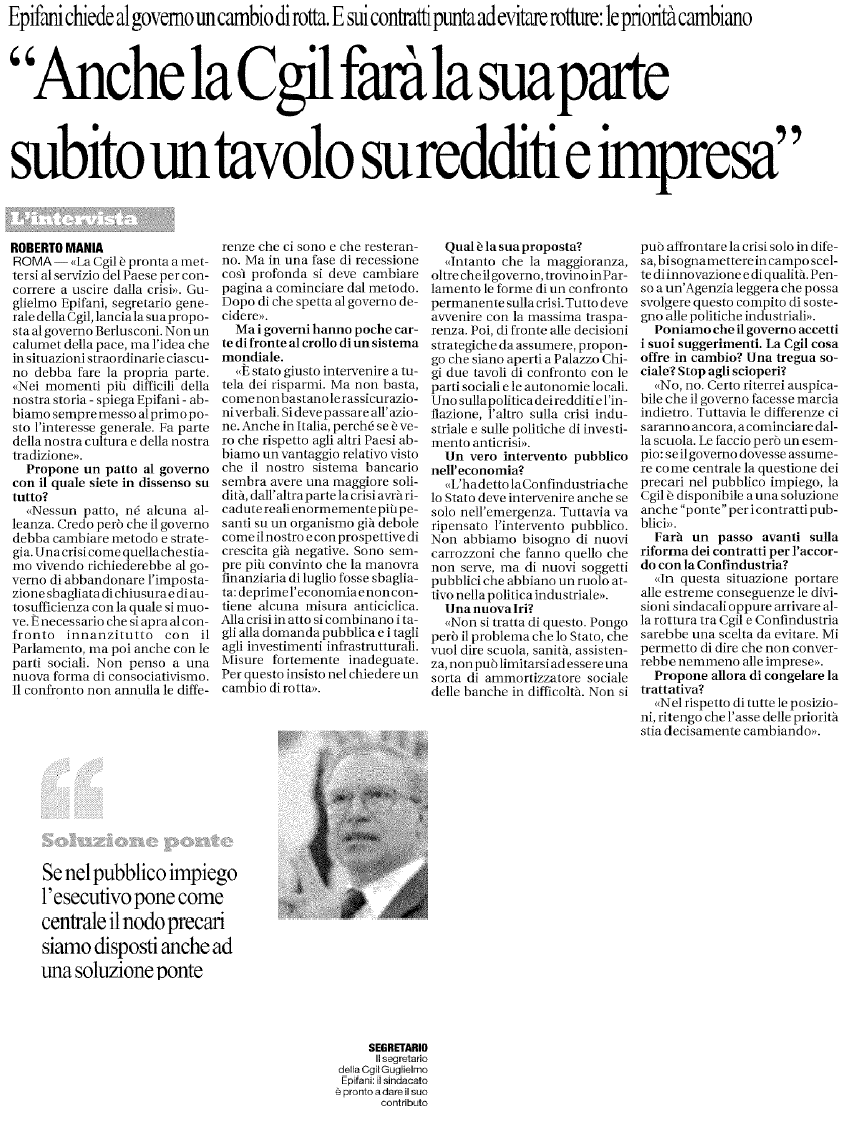 Epifani chiede al governo un cambio di rotta. E sui contratti punta ad evitare rotture: le priorità cambiano
“Anche la Cgil farà la sua parte
subito un tavolo su redditi e impresa”
L'intervista
ROBERTO MANIA
ROMA — «La Cgil è pronta a met-
tersi al servizio del Paese per con-
correre a uscire dalla crisi». Gu-
glielmo Epifani, segretario gene-
rale della Cgil, lancia la sua propo-
sta al governo Berlusconi. Non un
calumet della pace, ma l'idea che
in situazioni straordinarie ciascu-
no debba fare la propria parte.
«Nei momenti più difficili della
nostra storia - spiega Epifani - ab-
biamo sempre messo al primo po-
sto l'interesse generale. Fa parte
della nostra cultura e della nostra
tradizione».
Propone un patto al governo
con il quale siete in dissenso su
tutto?
«Nessun patto, né alcuna al-
leanza. Credo però che il governo
debba cambiare metodo e strate-
gia. Una crisi come quella che stia-
mo vivendo richiederebbe al go-
verno di abbandonare l'imposta-
zione sbagliata di chiusura e di au-
tosufficienza con la quale si muo-
ve. È necessario che si apra al con-
fronto innanzitutto con il
Parlamento, ma poi anche con le
parti sociali. Non penso a una
nuova forma di consociativismo.
Il confronto non annulla le diffe-
renze che ci sono e che resteran-
no. Ma in una fase di recessione
così profonda si deve cambiare
pagina a cominciare dal metodo.
Dopo di che spetta al governo de-
cidere».
Ma i governi hanno poche car-
te di fronte al crollo di un sistema
mondiale.
«È stato giusto intervenire a tu-
tela dei risparmi. Ma non basta,
come non bastano le rassicurazio-
ni verbali. Si deve passare all'azio-
ne. Anche in Italia, perché se è ve-
ro che rispetto agli altri Paesi ab-
biamo un vantaggio relativo visto
che il nostro sistema bancario
sembra avere una maggiore soli-
dità, dall'altra parte la crisi avrà ri-
cadute reali enormemente più pe-
santi su un organismo già debole
come il nostro e con prospettive di
crescita già negative. Sono sem-
pre più convinto che la manovra
finanziaria di luglio fosse sbaglia-
ta: deprime l'economia e non con-
tiene alcuna misura anticiclica.
Alla crisi in atto si combinano i ta-
gli alla domanda pubblica e i tagli
agli investimenti infrastrutturali.
Misure fortemente inadeguate.
Per questo insisto nel chiedere un
cambio di rotta».
Qual è la sua proposta?
«Intanto che la maggioranza,
oltre che il governo, trovino in Par-
lamento le forme di un confronto
permanente sulla crisi. Tutto deve
avvenire con la massima traspa-
renza. Poi, di fronte alle decisioni
strategiche da assumere, propon-
go che siano aperti a Palazzo Chi-
gi due tavoli di confronto con le
parti sociali e le autonomie locali.
Uno sulla politica dei redditi e l'in-
flazione, l'altro sulla crisi indu-
striale e sulle politiche di investi-
mento anticrisi».
Un vero intervento pubblico
nell'economia?
«L'ha detto la Confindustria che
lo Stato deve intervenire anche se
solo nell'emergenza. Tuttavia va
ripensato l'intervento pubblico.
Non abbiamo bisogno di nuovi
carrozzoni che fanno quello che
non serve, ma di nuovi soggetti
pubblici che abbiano un ruolo at-
tivo nella politica industriale».
Una nuova Iri?
«Non si tratta di questo. Pongo
però il problema che lo Stato, che
vuol dire scuola, sanità, assisten-
za, non può limitarsi ad essere una
sorta di ammortizzatore sociale
delle banche in difficoltà. Non si
può affrontare la crisi solo in dife-
sa, bisogna mettere in campo scel-
te di innovazione e di qualità. Pen-
so a un'Agenzia leggera che possa
svolgere questo compito di soste-
gno alle politiche industriali».
Poniamo che il governo accetti
i suoi suggerimenti. La Cgil cosa
offre in cambio? Una tregua so-
ciale? Stop agli scioperi?
«No, no. Certo riterrei auspica-
bile che il governo facesse marcia
indietro. Tuttavia le differenze ci
saranno ancora, a cominciare dal-
la scuola. Le faccio però un esem-
pio: se il governo dovesse assume-
re come centrale la questione dei
precari nel pubblico impiego, la
Cgil è disponibile a una soluzione
anche “ponte” per i contratti pub-
blici».
Farà un passo avanti sulla
riforma dei contratti per l'accor-
do con la Confindustria?
«In questa situazione portare
alle estreme conseguenze le divi-
sioni sindacali oppure arrivare al-
la rottura tra Cgil e Confindustria
sarebbe una scelta da evitare. Mi
permetto di dire che non conver-
rebbe nemmeno alle imprese».
Propone allora di congelare la
trattativa?
«Nel rispetto di tutte le posizio-
ni, ritengo che l'asse delle priorità
stia decisamente cambiando».
“
Soluzione ponte
Se nel pubblico impiego
l'esecutivo pone come
centrale il nodo precari
siamo disposti anche ad
una soluzione ponte
SEGRETARIO
Il segretario
della Cgil Guglielmo
Epifani: il sindacato
è pronto a dare il suo
contributo